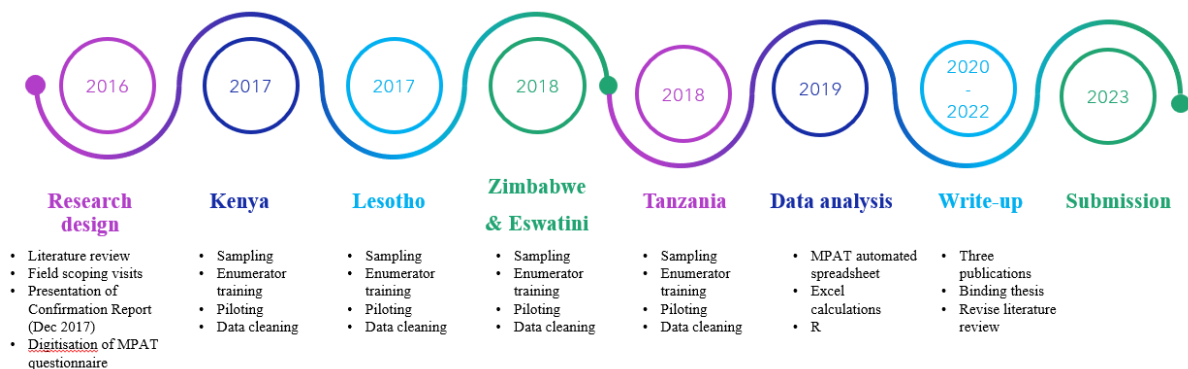 2016
2017
2017
2018
2018
2019
2020
-
2022
2023
Research
design
• Literature review
• Field scoping visits
• Presentation of
Confirmation Report
(Dec 2017)
• Digitisation of MPAT
questionnaire
Kenya
• Sampling
• Enumerator
training
• Piloting
• Data cleaning
Lesotho
• Sampling
• Enumerator
training
• Piloting
• Data cleaning
Zimbabwe
& Eswatini
• Sampling
• Enumerator
training
• Piloting
• Data cleaning
Tanzania
• Sampling
• Enumerator
training
• Piloting
• Data cleaning
Data analysis
• MPAT automated
spreadsheet
• Excel
calculations
• R
Write-up
• Three
publications
• Binding thesis
• Revise literature
review
Submission